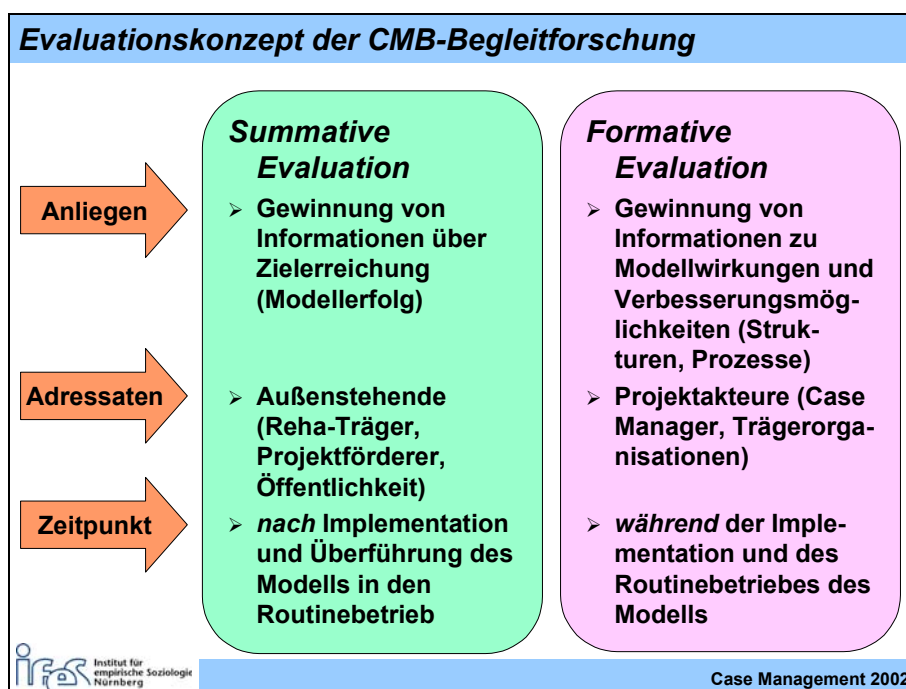 Evaluationskonzept der CMB-Begleitforschung
Summative
Evaluation
➢ Gewinnung von
Informationen über
Zielerreichung
(Modellerfolg)
➢ Außenstehende
(Reha-Träger,
Projektförderer,
Öffentlichkeit)
➢ nach Implementation
und Überführung des
Modells in den
Routinebetrieb
Formative
Evaluation
➢ Gewinnung von
Informationen zu
Modellwirkungen und
Verbesserungsmög-
lichkeiten (Struk-
turen, Prozesse)
➢ Projektakteure (Case
Manager, Trägerorga-
nisationen)
➢ während der Imple-
mentation und des
Routinebetriebes des
Modells
Anliegen
Adressaten
Zeitpunkt
ifes
Institut für
empirische Soziologie
Nürnberg
Case Management 2002